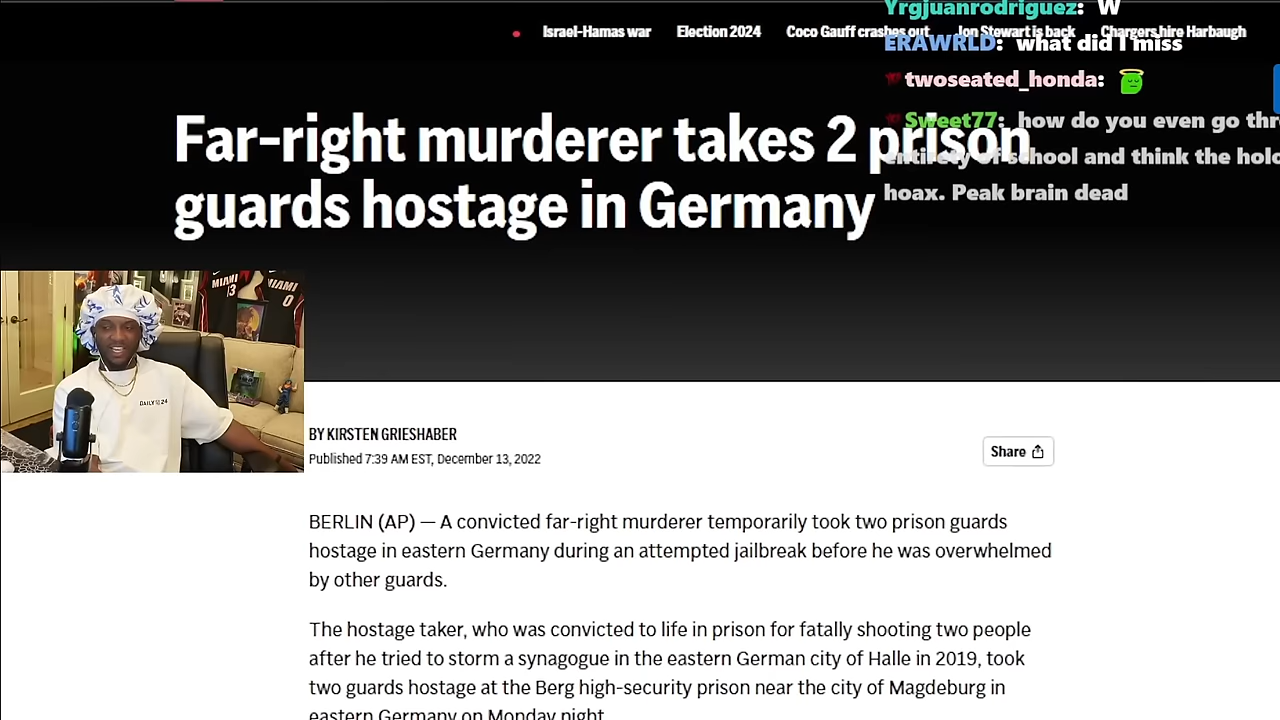 Israel-Hamas war Election 2024 Coco Gauff crashes out Jon Stewart is back Chargers hire Harbaugh
Yrgjuanrodriguez: W
ERAWRLD: what did I miss
twoseated_honda:
Sweet77: how do you even go thr
entirety of school and think the holo
hoax. Peak brain dead
Far-right murderer takes 2 prison
guards hostage in Germany
MIAMI
13
MIAMI
0
DAILY 24
BY KIRSTEN GRIESHABER
Published 7:39 AM EST, December 13, 2022
Share
BERLIN (AP) — A convicted far-right murderer temporarily took two prison guards
hostage in eastern Germany during an attempted jailbreak before he was overwhelmed
by other guards.
The hostage taker, who was convicted to life in prison for fatally shooting two people
after he tried to storm a synagogue in the eastern German city of Halle in 2019, took
two guards hostage at the Berg high-security prison near the city of Magdeburg in
eastern Germany on Monday night.